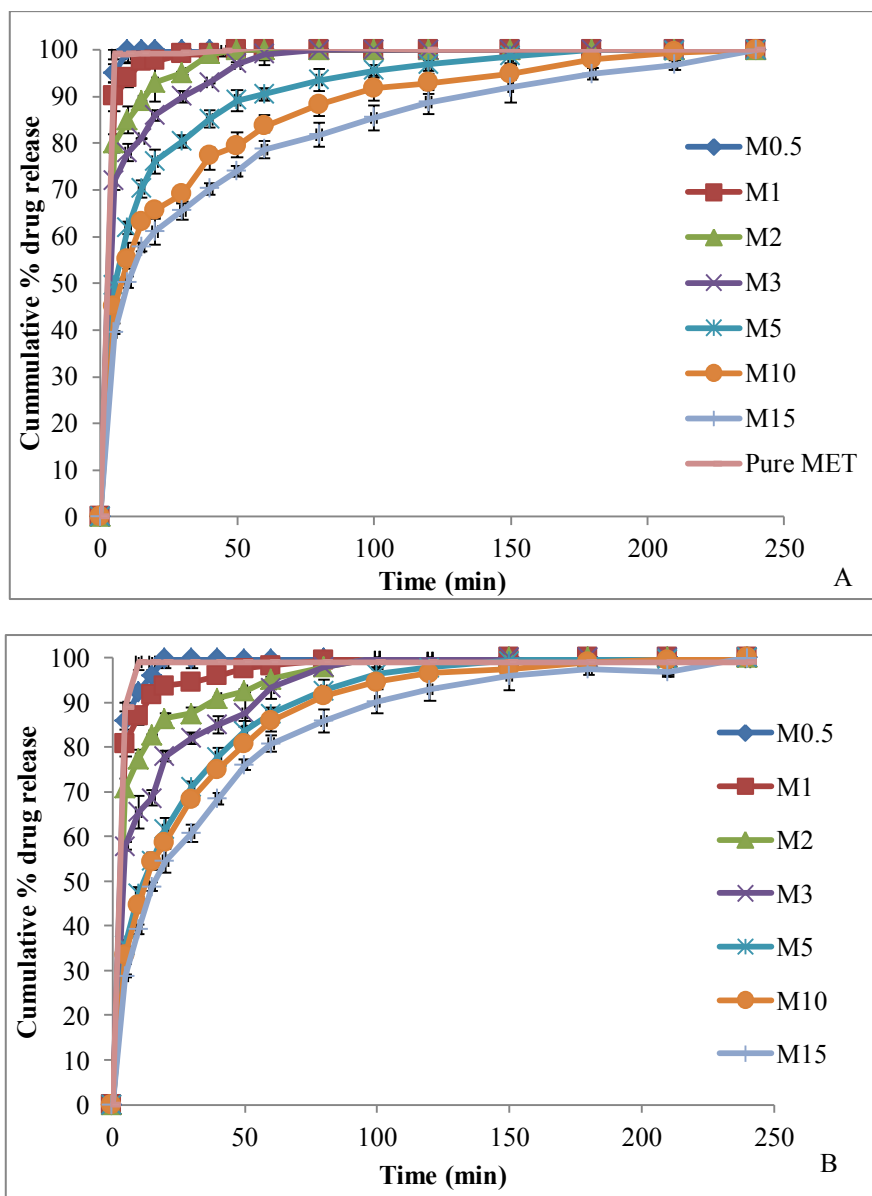 Cummulative % drug release
100
90
80
70
60
50
40
30
20
10
0
0 50 100 150 200 250
Time (min)
M0.5
M1
M2
M3
M5
M10
M15
Pure MET
A
Cumulative % drug release
100
90
80
70
60
50
40
30
20
10
0
0 50 100 150 200 250
Time (min)
M0.5
M1
M2
M3
M5
M10
M15
B